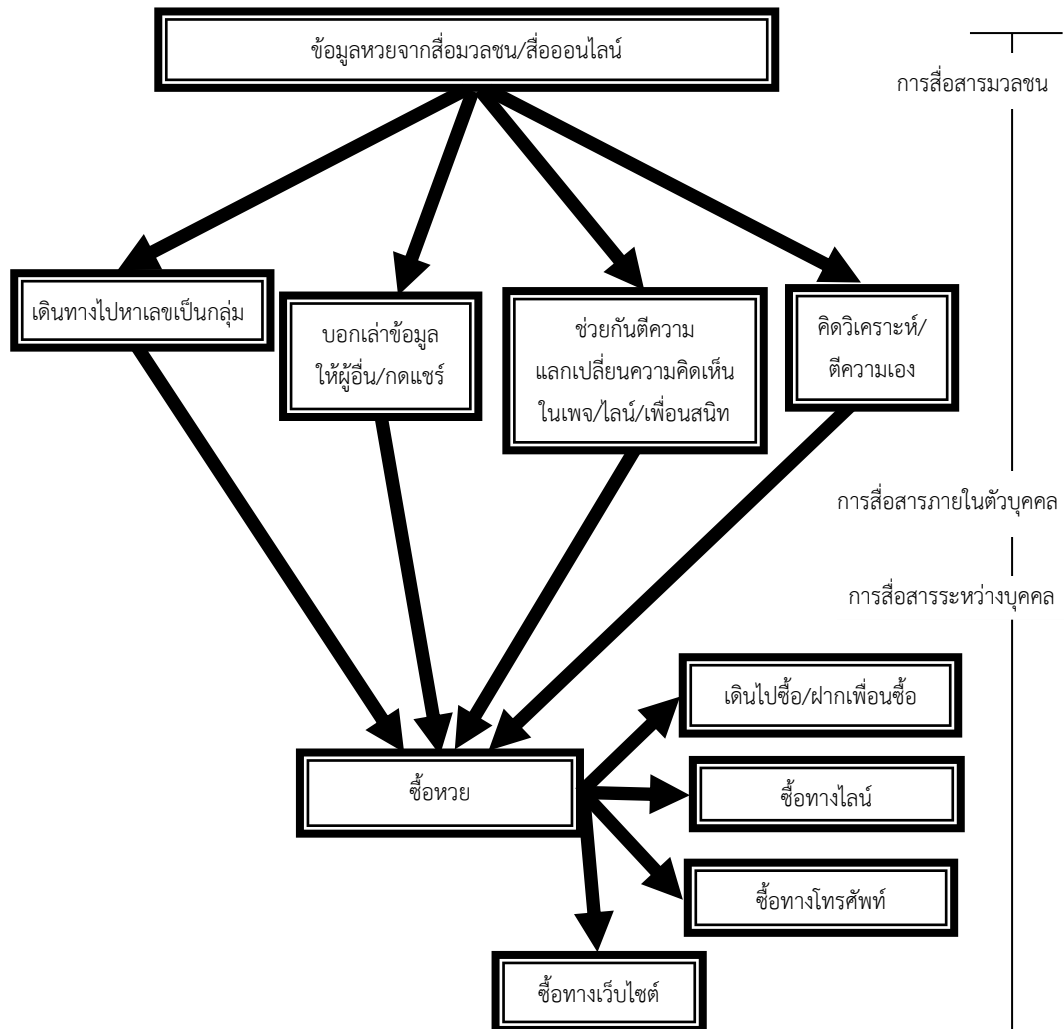 ข้อมูลหวยจากสื่อมวลชน/สื่อออนไลน์
การสื่อสารมวลชน
เดินทางไปหาเลขเป็นกลุ่ม
บอกเล่าข้อมูล
ให้ผู้อื่น/กดแชร์
ช่วยกันตีความ
แลกเปลี่ยนความคิดเห็น
ในเพจ/ไลน์/เพื่อนสนิท
คิดวิเคราะห์/
ตีความเอง
การสื่อสารภายในตัวบุคคล
การสื่อสารระหว่างบุคคล
เดินไปซื้อ/ฝากเพื่อนซื้อ
ซื้อหวย
ซื้อทางไลน์
ซื้อทางโทรศัพท์
ซื้อทางเว็บไซต์